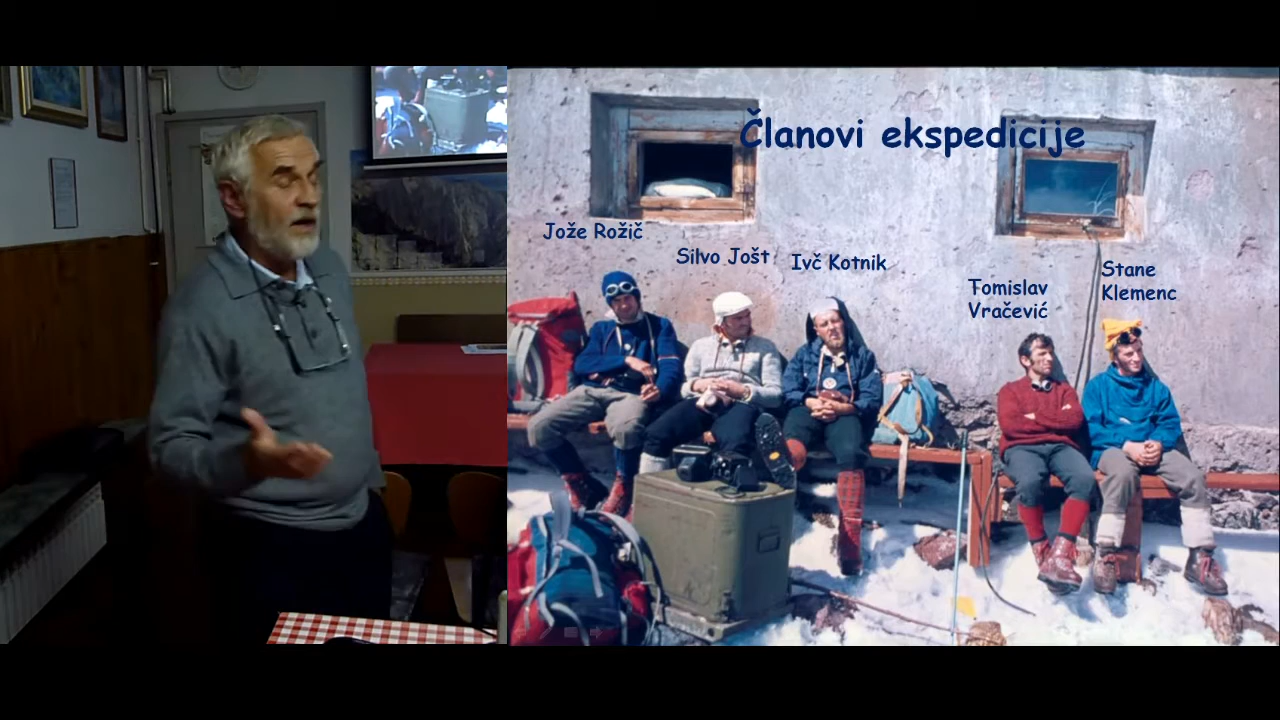 Članovi ekspedicije
Jože Rožič
Silvo Jošt
Ivč Kotnik
Tomislav
Vračević
Stane
Klemenc